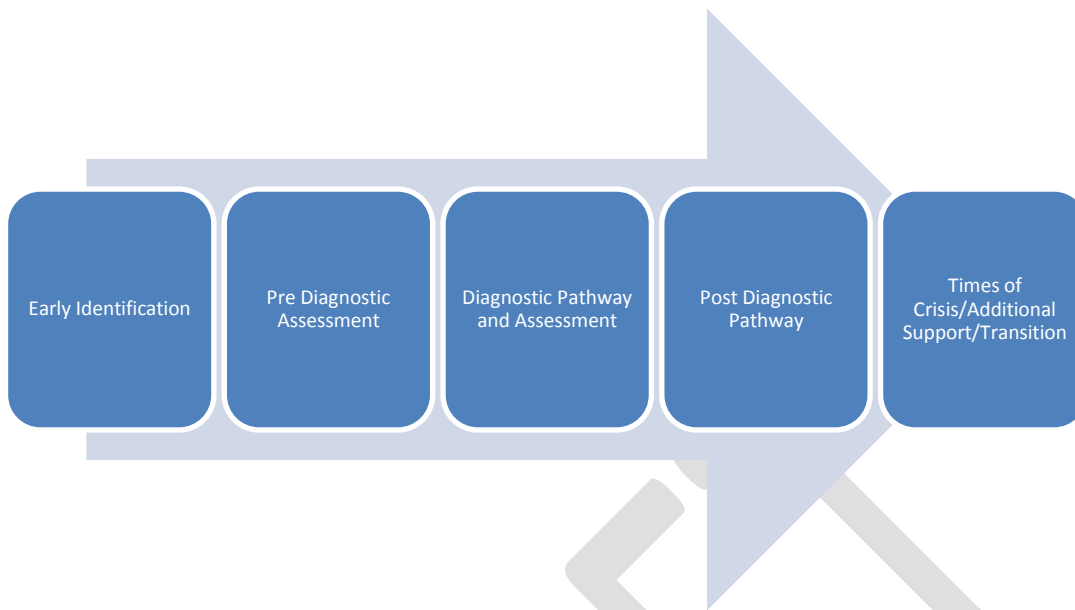 Early Identification
Pre Diagnostic
Assessment
Diagnostic Pathway
and Assessment
Post Diagnostic
Pathway
Times of
Crisis/Additional
Support/Transition